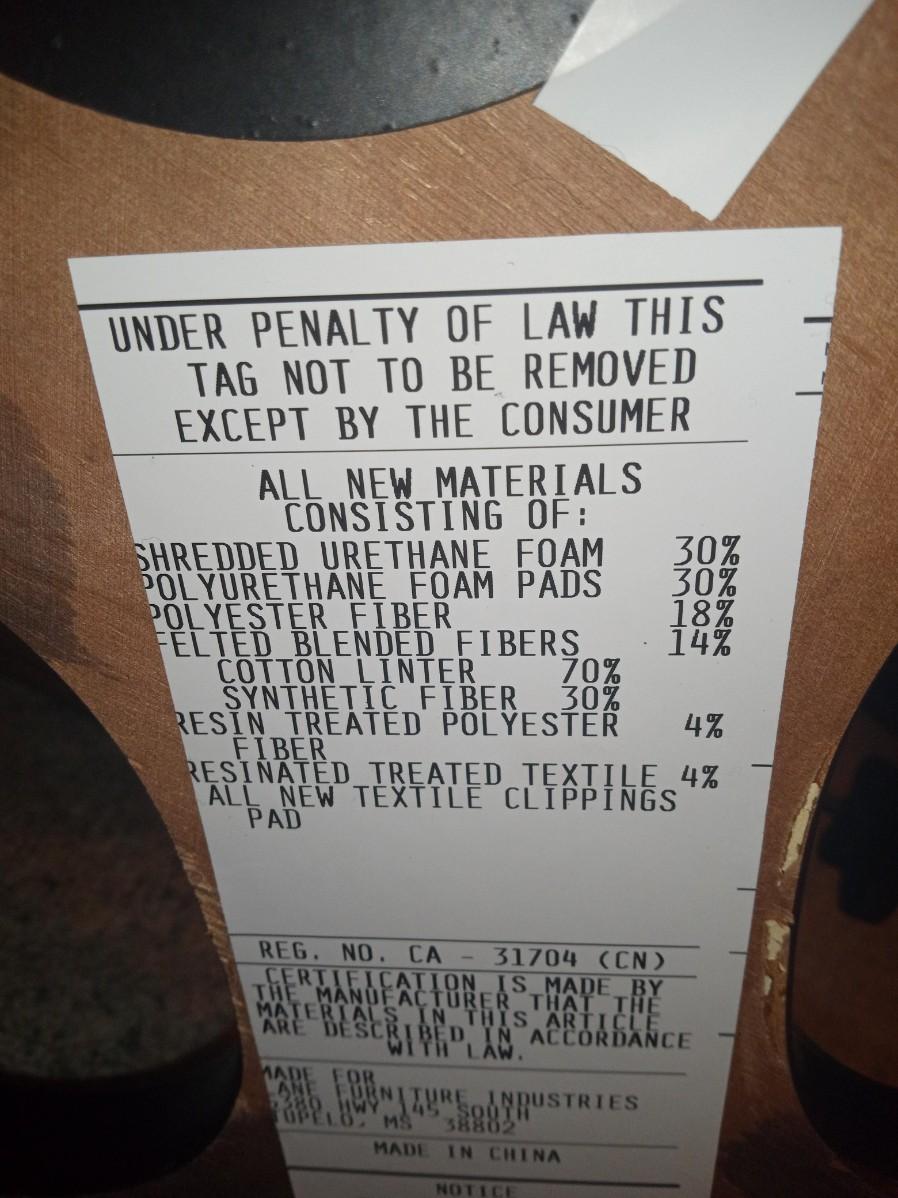 UNDER PENALTY OF LAW THIS
TAG NOT TO BE REMOVED
EXCEPT BY THE CONSUMER
ALL NEW MATERIALS
CONSISTING OF:
SHREDDED URETHANE FOAM 30%
POLYURETHANE FOAM PADS 30%
POLYESTER FIBER 18%
FELTED BLENDED FIBERS 14%
COTTON LINTER 70%
SYNTHETIC FIBER 30%
RESIN TREATED POLYESTER 4%
FIBER
RESINATED TREATED TEXTILE 4%
ALL NEW TEXTILE CLIPPINGS
PAD
REG. NO. CA - 31704 (CN)
CERTIFICATION IS MADE BY
THE MANUFACTURER THAT THE
MATERIALS IN THIS ARTICLE
ARE DESCRIBED IN ACCORDANCE
WITH LAW.
MADE FOR
LANE FURNITURE INDUSTRIES
HWY 145 SOUTH
TUPELO, MS 38802
MADE IN CHINA
NOTICE